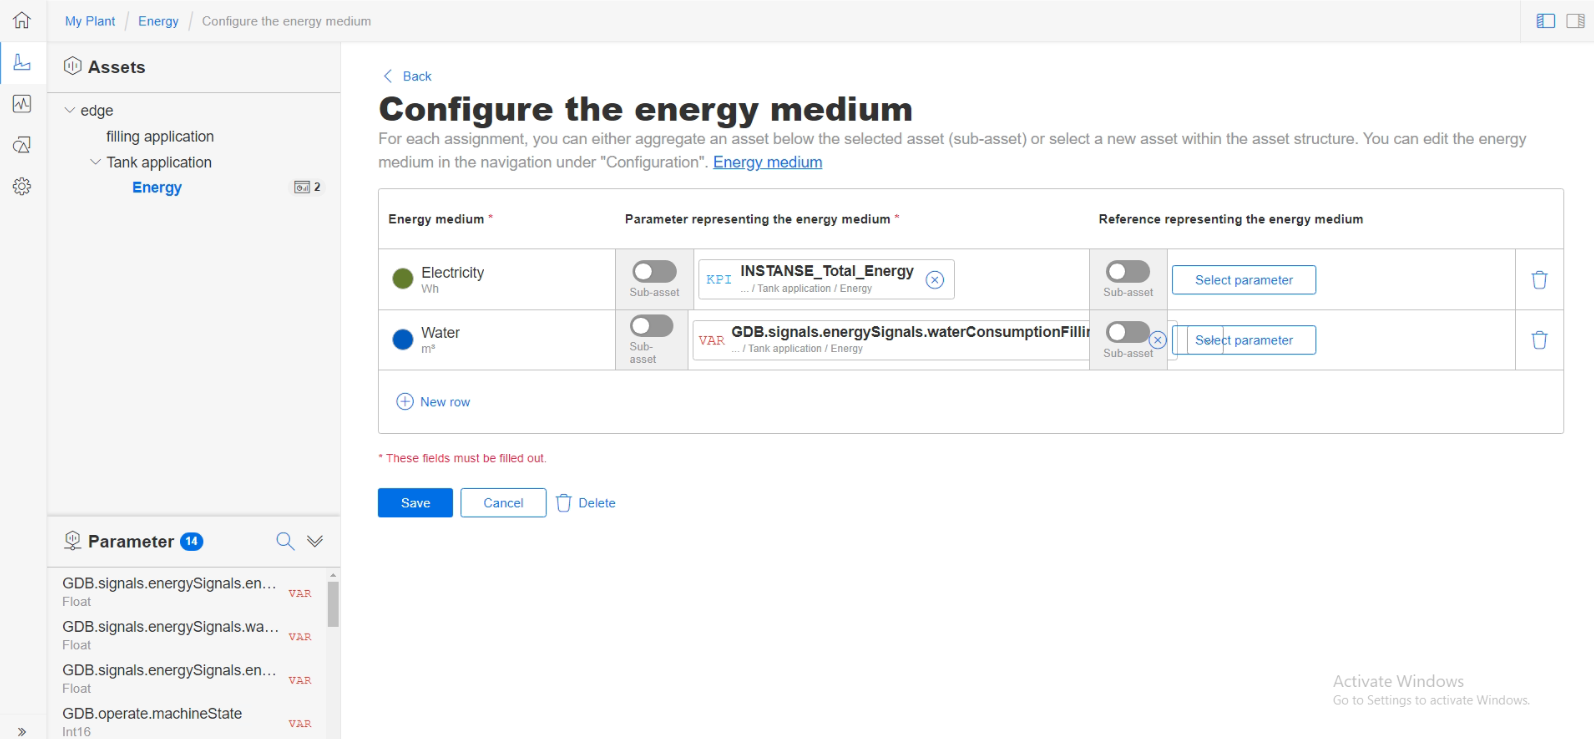 My Plant
Energy
Configure the energy medium
Assets
edge
filling application
Tank application
Energy
2
Back
Configure the energy medium
For each assignment, you can either aggregate an asset below the selected asset (sub-asset) or select a new asset within the asset structure. You can edit the energy
medium in the navigation under "Configuration". Energy medium
Energy medium *
Parameter representing the energy medium *
Reference representing the energy medium
Electricity
Wh
Sub-asset
KPI
INSTANSE_Total_Energy
... / Tank application / Energy
Sub-asset
Select parameter
Water
m³
Sub-
asset
VAR
GDB.signals.energySignals.waterConsumptionFillin
... / Tank application / Energy
Sub-asset
Select parameter
New row
* These fields must be filled out.
Save
Cancel
Delete
Parameter
14
GDB.signals.energySignals.en...
Float
VAR
GDB.signals.energySignals.wa...
Float
VAR
GDB.signals.energySignals.en...
Float
VAR
GDB.operate.machineState
Int16
VAR
Activate Windows
Go to Settings to activate Windows.